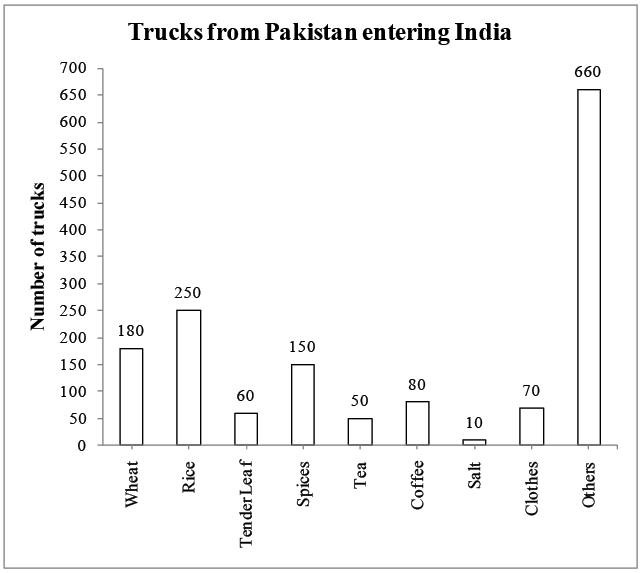 Trucks from Pakistan entering India
Number of trucks
700
650
600
550
500
450
400
350
300
250
200
150
100
50
0
180
250
60
150
50
80
10
70
660
Wheat
Rice
Tender Leaf
Spices
Tea
Coffee
Salt
Clothes
Others